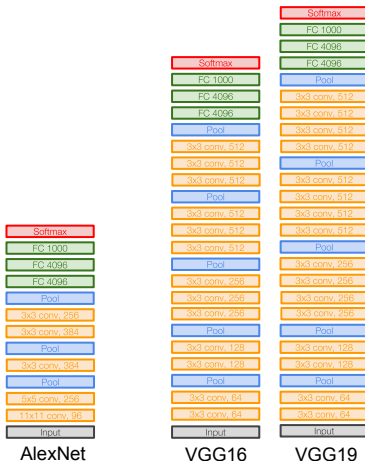 Softmax
FC 1000
FC 4096
FC 4096
Pool
3x3 conv, 256
3x3 conv, 384
Pool
3x3 conv, 384
Pool
5x5 conv, 256
11x11 conv, 96
Input
AlexNet
Softmax
FC 1000
FC 4096
FC 4096
Pool
3x3 conv, 512
3x3 conv, 512
3x3 conv, 512
Pool
3x3 conv, 512
3x3 conv, 512
3x3 conv, 512
Pool
3x3 conv, 256
3x3 conv, 256
3x3 conv, 256
Pool
3x3 conv, 128
3x3 conv, 128
Pool
3x3 conv, 64
3x3 conv, 64
Input
VGG16
Softmax
FC 1000
FC 4096
FC 4096
Pool
3x3 conv, 512
3x3 conv, 512
3x3 conv, 512
3x3 conv, 512
Pool
3x3 conv, 512
3x3 conv, 512
3x3 conv, 512
3x3 conv, 512
Pool
3x3 conv, 256
3x3 conv, 256
3x3 conv, 256
3x3 conv, 256
Pool
3x3 conv, 128
3x3 conv, 128
Pool
3x3 conv, 64
3x3 conv, 64
Input
VGG19